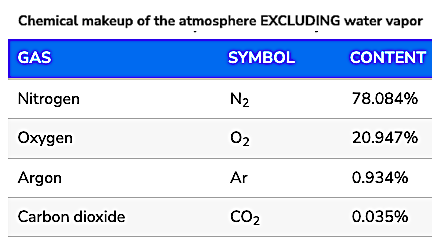 Chemical makeup of the atmosphere EXCLUDING water vapor
GAS SYMBOL CONTENT
Nitrogen N₂ 78.084%
Oxygen O₂ 20.947%
Argon Ar 0.934%
Carbon dioxide CO₂ 0.035%